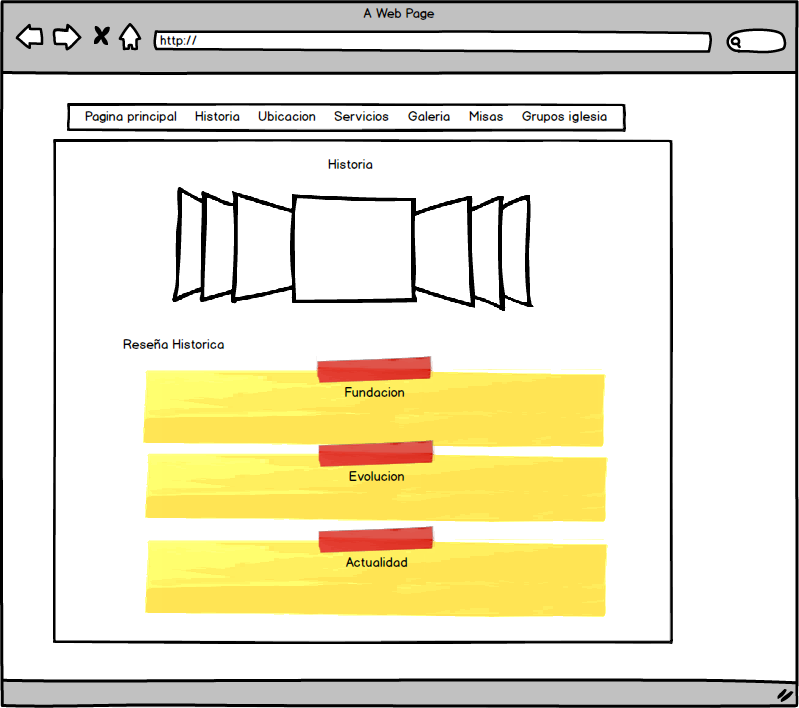 A Web Page
http://
Pagina principal Historia Ubicacion Servicios Galeria Misas Grupos iglesia
Historia
Reseña Historica
Fundacion
Evolucion
Actualidad